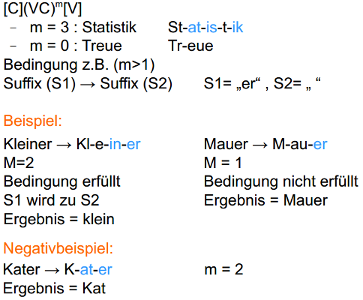 [C](VC)ᵐ[V]
– m = 3 : Statistik St-at-is-t-ik
– m = 0 : Treue Tr-eue
Bedingung z.B. (m>1)
Suffix (S1) → Suffix (S2) S1= „er“ , S2= „ “
Beispiel:
Kleiner → Kl-e-in-er Mauer → M-au-er
M=2 M = 1
Bedingung erfüllt Bedingung nicht erfüllt
S1 wird zu S2 Ergebnis = Mauer
Ergebnis = klein
Negativbeispiel:
Kater → K-at-er m = 2
Ergebnis = Kat